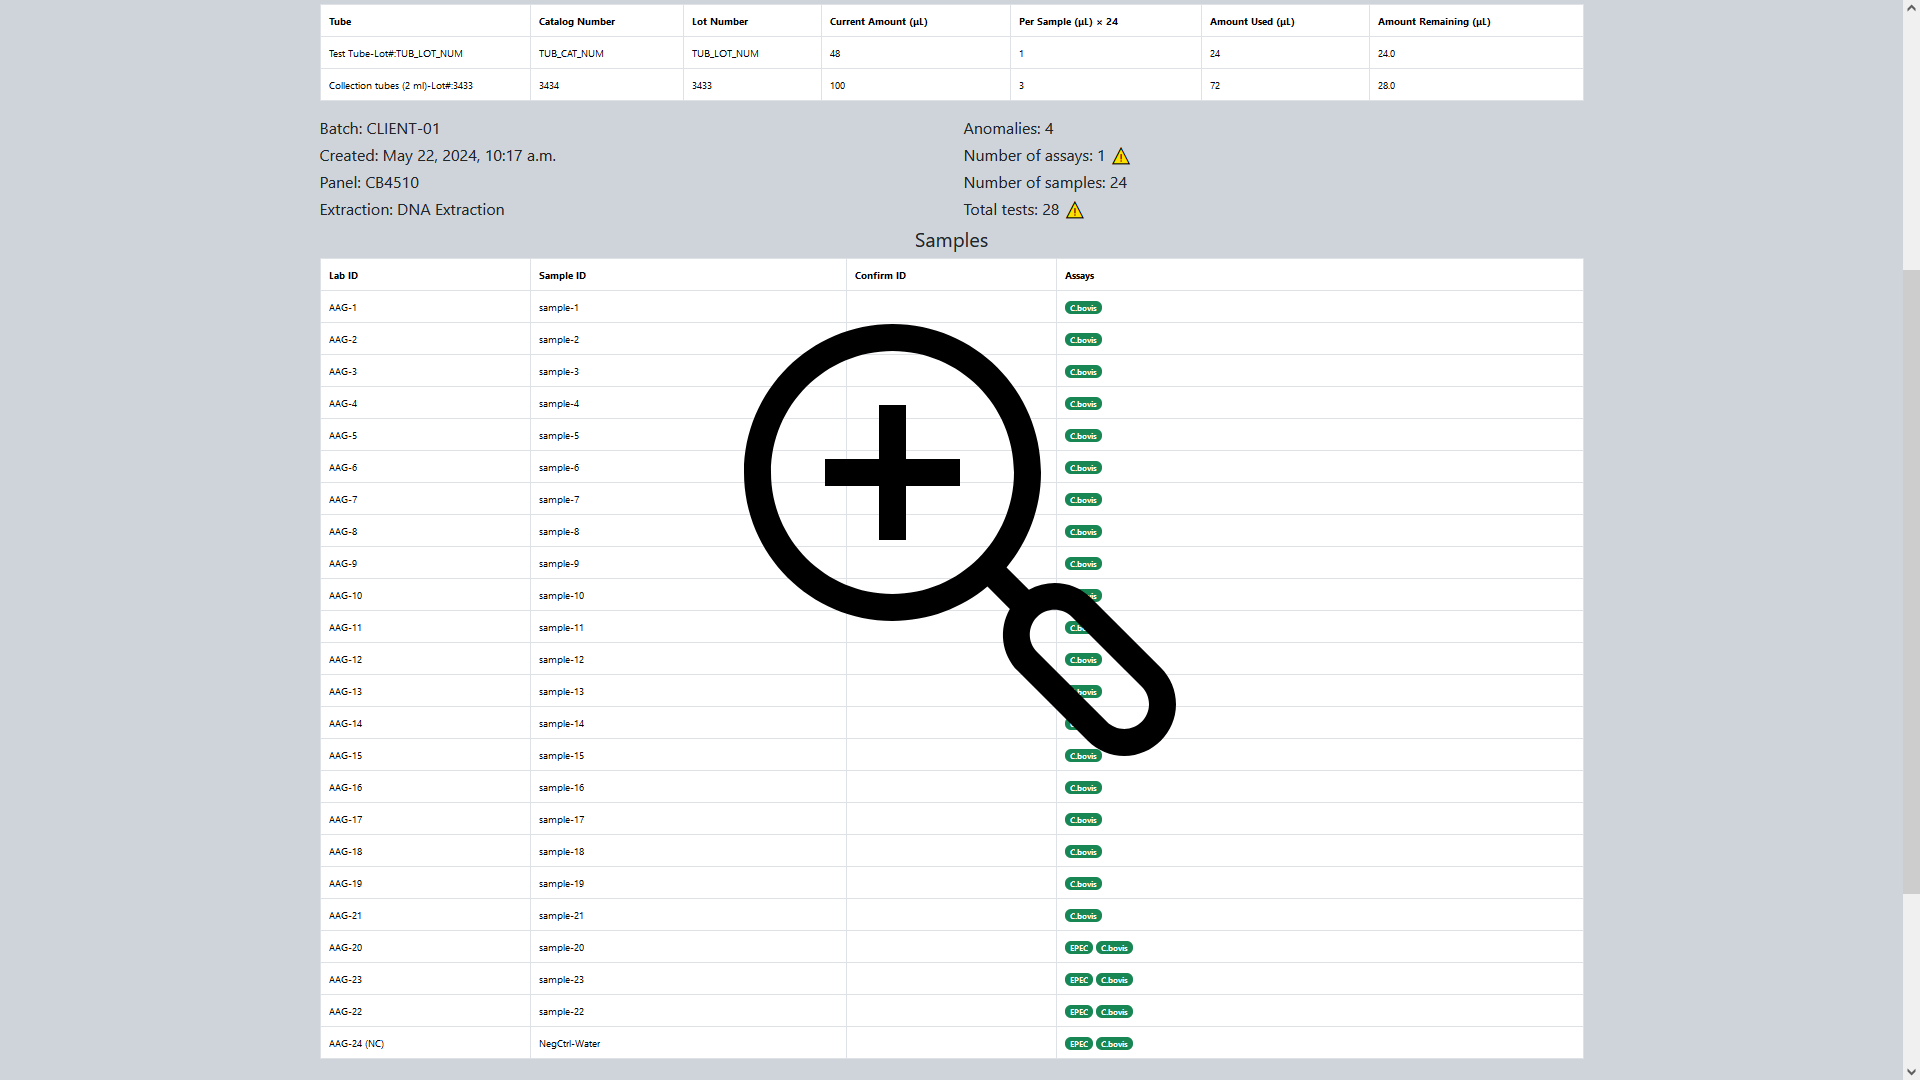 Tube Catalog Number Lot Number Current Amount (μL) Per Sample (μL) × 24 Amount Used (μL) Amount Remaining (μL)
Test Tube-Lot#:TUB_LOT_NUM TUB_CAT_NUM TUB_LOT_NUM 48 1 24 24.0
Collection tubes (2 ml)-Lot#:3433 3434 3433 100 3 72 28.0
Batch: CLIENT-01
Created: May 22, 2024, 10:17 a.m.
Panel: CB4510
Extraction: DNA Extraction
Anomalies: 4
Number of assays: 1
Number of samples: 24
Total tests: 28
Samples
Lab ID Sample ID Confirm ID Assays
AAG-1 sample-1 C.bovis
AAG-2 sample-2 C.bovis
AAG-3 sample-3 C.bovis
AAG-4 sample-4 C.bovis
AAG-5 sample-5 C.bovis
AAG-6 sample-6 C.bovis
AAG-7 sample-7 C.bovis
AAG-8 sample-8 C.bovis
AAG-9 sample-9 C.bovis
AAG-10 sample-10
AAG-11 sample-11
AAG-12 sample-12 C.bovis
AAG-13 sample-13
AAG-14 sample-14
AAG-15 sample-15 C.bovis
AAG-16 sample-16 C.bovis
AAG-17 sample-17 C.bovis
AAG-18 sample-18 C.bovis
AAG-19 sample-19 C.bovis
AAG-21 sample-21 C.bovis
AAG-20 sample-20 EPEC C.bovis
AAG-23 sample-23 EPEC C.bovis
AAG-22 sample-22 EPEC C.bovis
AAG-24 (NC) NegCtrl-Water EPEC C.bovis